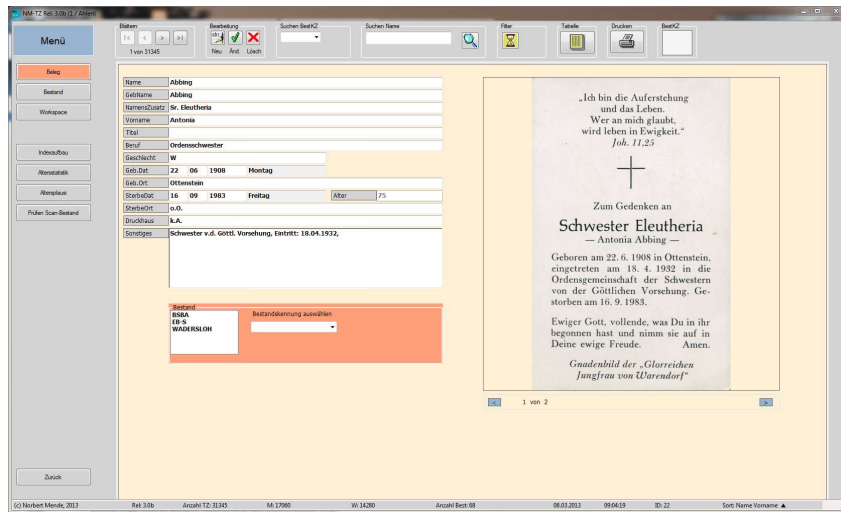 NM-TZ Reli 3.0b (1 / Ahlen)
Menü
Blättern
1 von 31345
Bearbeitung
Neu Änd. Lösch
Suchen BestKZ
Suchen Name
Filter
Tabelle
Drucken
BestKZ
Beleg
Bestand
Workspace
Indexaufbau
Altersstatistik
Altersplaus.
Prüfen Scan-Bestand
Zurück
Name Abbing
GebName Abbing
NamensZusatz Sr. Eleutheria
Vorname Antonia
Titel
Beruf Ordensschwester
Geschlecht W
Geb.Dat 22 06 1908 Montag
Geb.Ort Ottenstein
SterbeDat 16 09 1983 Freitag Alter 75
SterbeOrt o.O.
Druckhaus k.A.
Sonstiges Schwester v.d. Göttl. Vorsehung, Eintritt: 18.04.1932,
Bestand
BSBA
EB-S
WADERSLOH
Bestandskennung auswählen
„Ich bin die Auferstehung
und das Leben.
Wer an mich glaubt,
wird leben in Ewigkeit.“
Joh. 11,25
Zum Gedenken an
Schwester Eleutheria
— Antonia Abbing —
Geboren am 22. 6. 1908 in Ottenstein,
eingetreten am 18. 4. 1932 in die
Ordensgemeinschaft der Schwestern
von der Göttlichen Vorsehung. Ge-
storben am 16. 9. 1983.
Ewiger Gott, vollende, was Du in ihr
begonnen hast und nimm sie auf in
Deine ewige Freude. Amen.
Gnadenbild der „Glorreichen
Jungfrau von Warendorf“
< 1 von 2 >
(c) Norbert Mende, 2013 Reli 3.0b Anzahl TZ: 31345 M: 17060 W: 14280 Anzahl Best: 68 08.03.2013 09:04:19 ID: 22 Sort: Name Vorname ▲